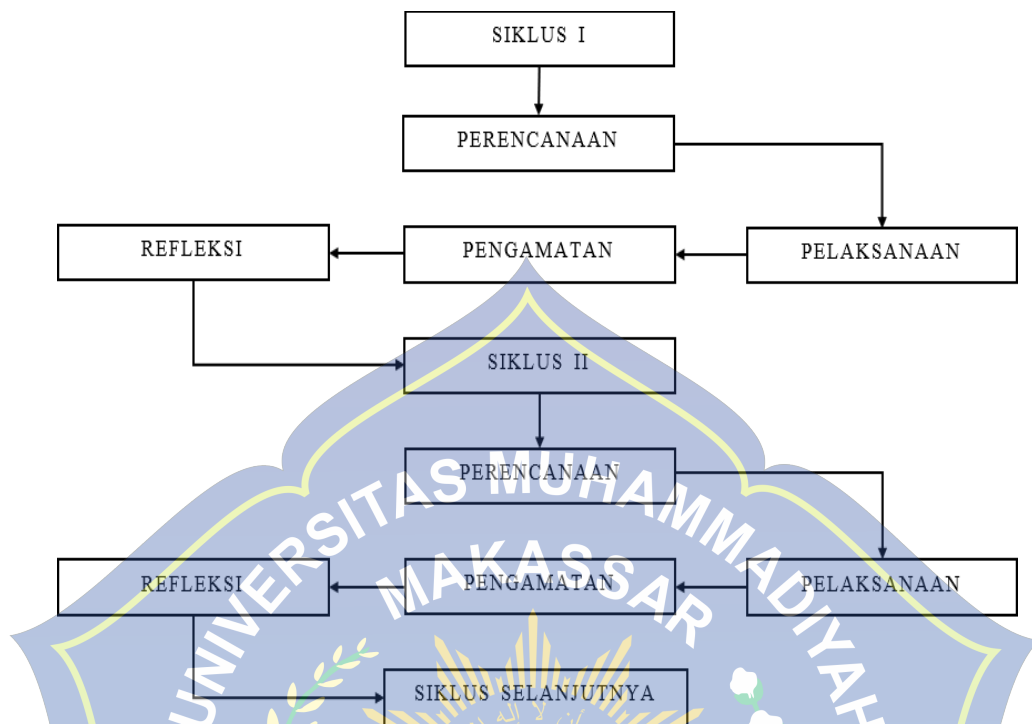 SIKLUS I
PERENCANAAN
REFLEKSI
PENGAMATAN
PELAKSANAAN
SIKLUS II
PERENCANAAN
UNIVERSITAS MUHAMMADIYAH
MAKASSAR
REFLEKSI
PENGAMATAN
PELAKSANAAN
SIKLUS SELANJUTNYA